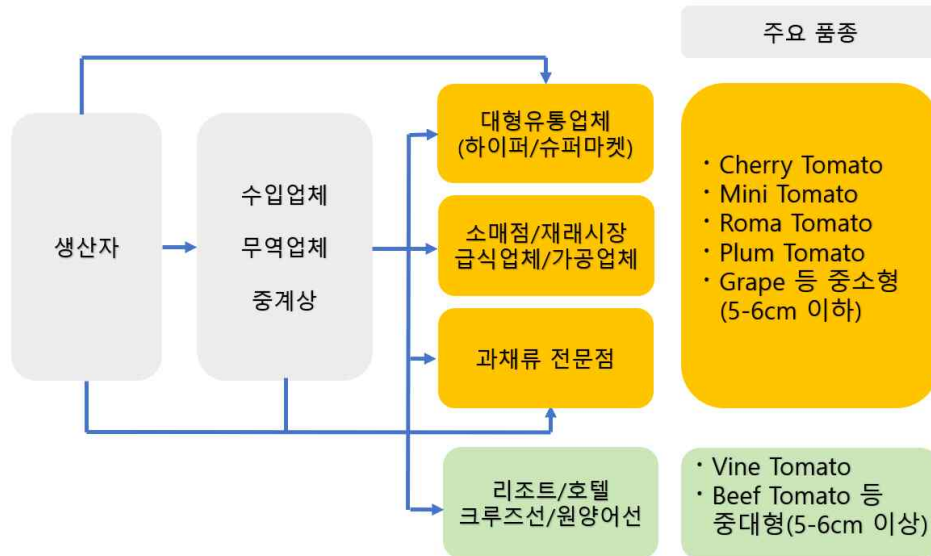 주요 품종
생산자
수입업체
무역업체
중계상
대형유통업체
(하이퍼/슈퍼마켓)
소매점/재래시장
급식업체/가공업체
과채류 전문점
리조트/호텔
크루즈선/원양어선
· Cherry Tomato
· Mini Tomato
· Roma Tomato
· Plum Tomato
· Grape 등 중소형
(5-6cm 이하)
· Vine Tomato
· Beef Tomato 등
중대형(5-6cm 이상)